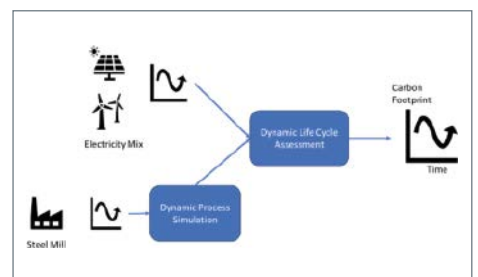 Electricity Mix
Steel Mill
Dynamic Process
Simulation
Dynamic Life Cycle
Assessment
Carbon
Footprint
Time